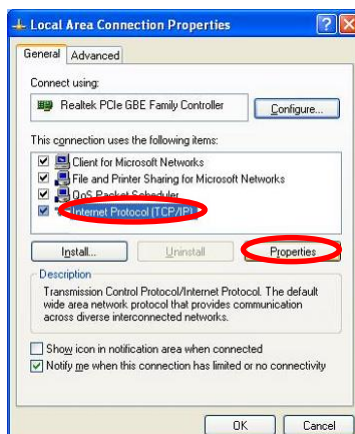 Local Area Connection Properties
General Advanced
Connect using:
Realtek PCIe GBE Family Controller
Configure...
This connection uses the following items:
Client for Microsoft Networks
File and Printer Sharing for Microsoft Networks
QoS Packet Scheduler
Internet Protocol (TCP/IP)
Install... Uninstall Properties
Description
Transmission Control Protocol/Internet Protocol. The default
wide area network protocol that provides communication
across diverse interconnected networks.
Show icon in notification area when connected
Notify me when this connection has limited or no connectivity
OK Cancel